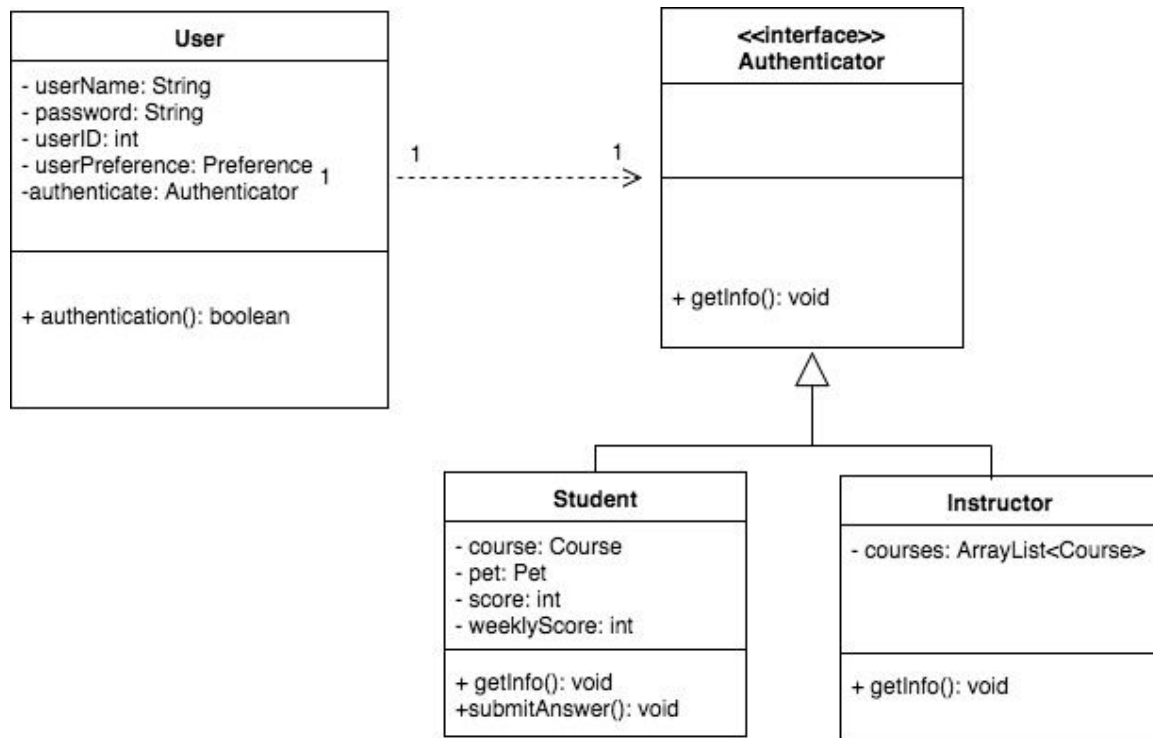 User
- userName: String
- password: String
- userID: int
- userPreference: Preference 1
-authenticate: Authenticator
+ authentication(): boolean
1
1
<<interface>>
Authenticator
+ getInfo(): void
Student
- course: Course
- pet: Pet
- score: int
- weeklyScore: int
+ getInfo(): void
+submitAnswer(): void
Instructor
- courses: ArrayList<Course>
+ getInfo(): void